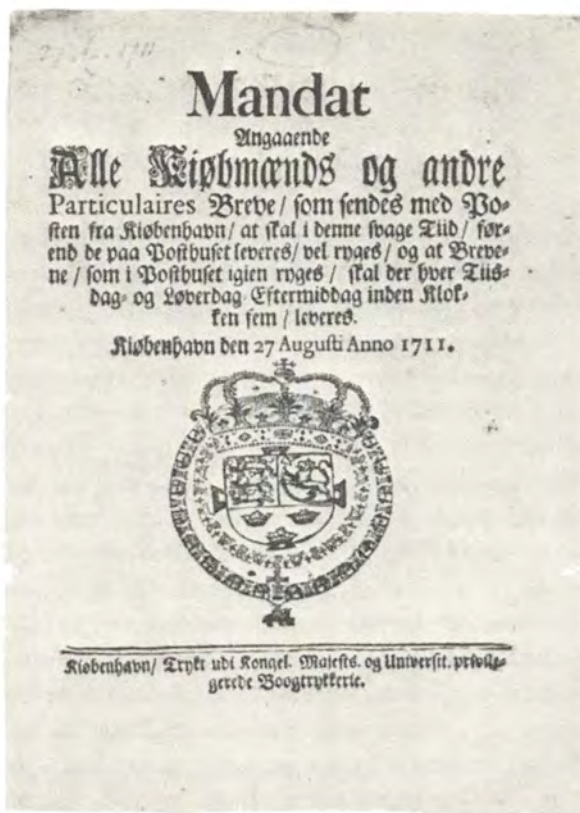 Mandat
Angaaende
Alle Kiøbmænds og andre
Particulaires Breve / som sendes med Po-
sten fra Kiøbenhavn / at skal i denne svage Tiid / før-
end de paa Posthuset leveres / vel ryges / og at Breve-
ne / som i Posthuset igien ryges / skal der hver Tiis-
dag- og Løverdag Eftermiddag inden Klok-
ken fem / leveres.
Kiøbenhavn den 27 Augusti Anno 1711.
Kiøbenhavn / Trykt udi Kongel. Majests. og Universit. privile-
gerede Boogtrykkerie.